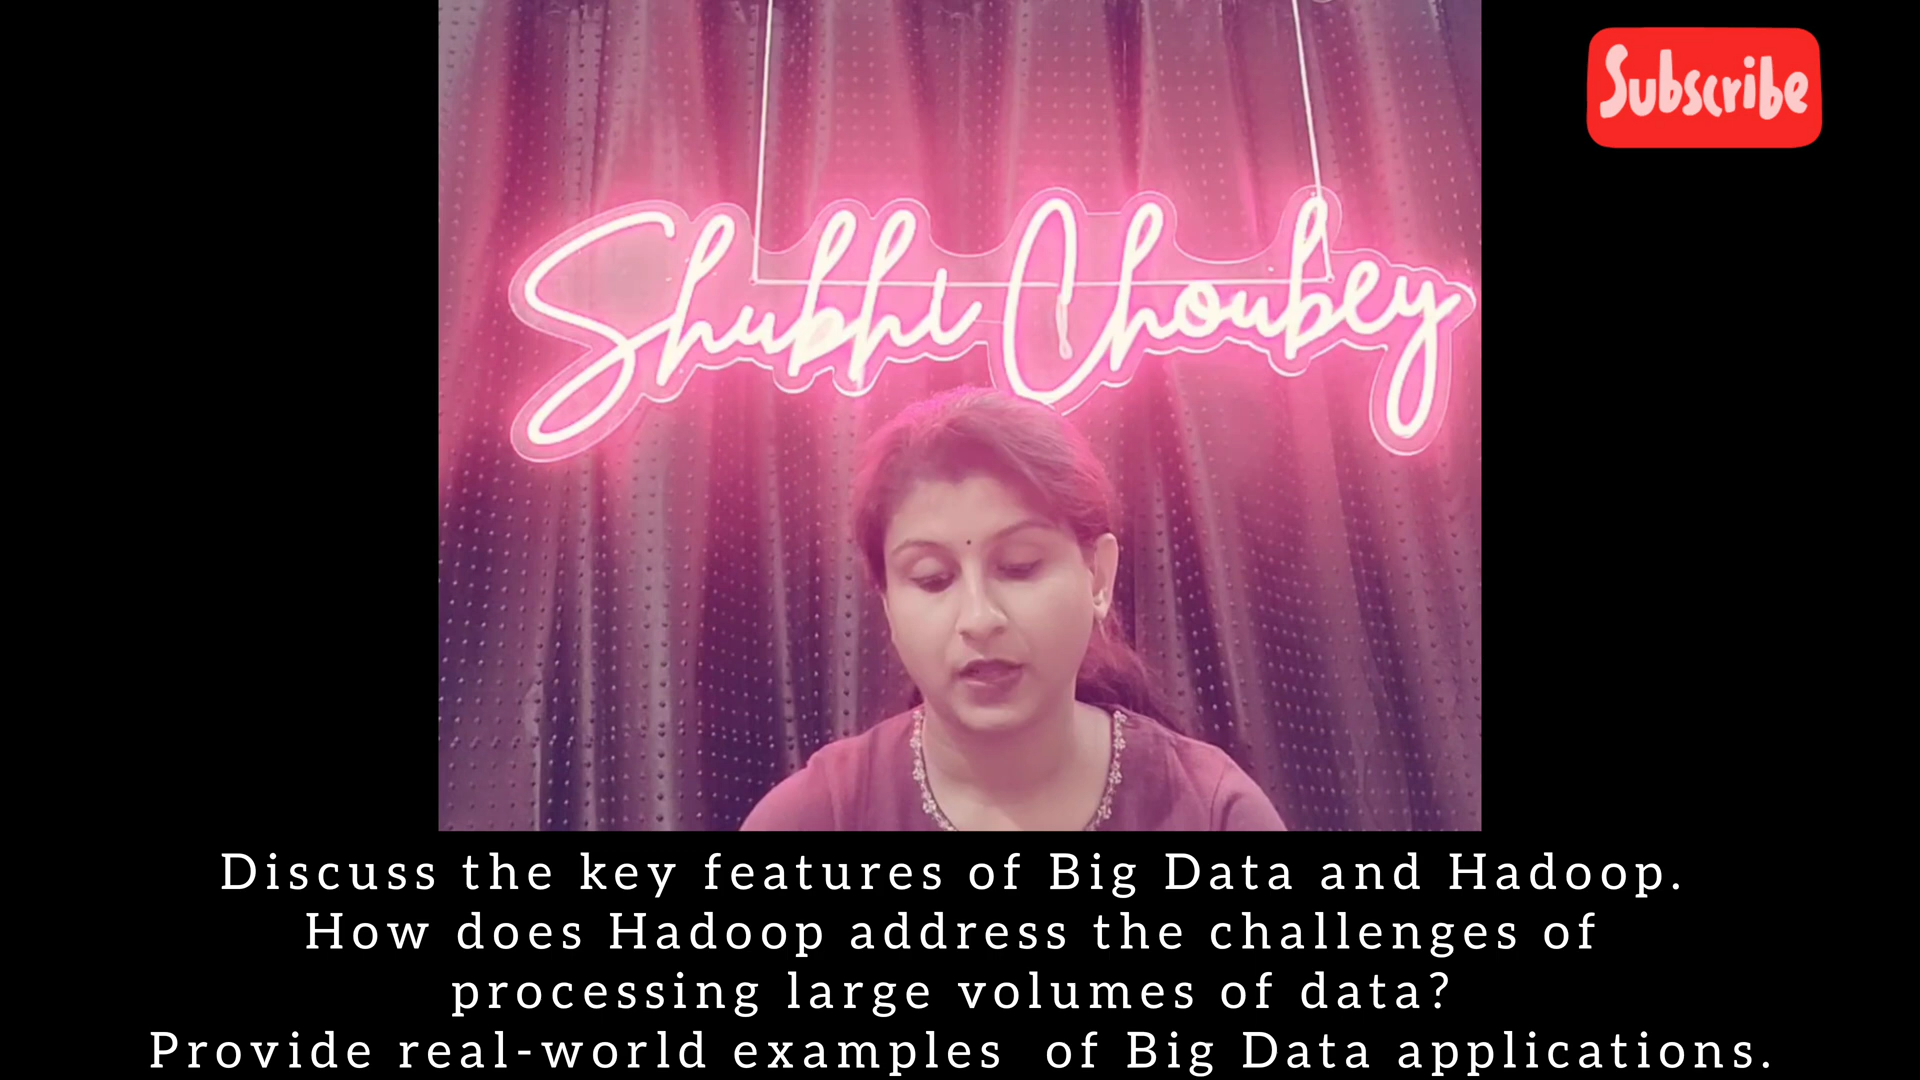 Subscribe
Shubhi Choubey
Discuss the key features of Big Data and Hadoop.
How does Hadoop address the challenges of
processing large volumes of data?
Provide real-world examples of Big Data applications.